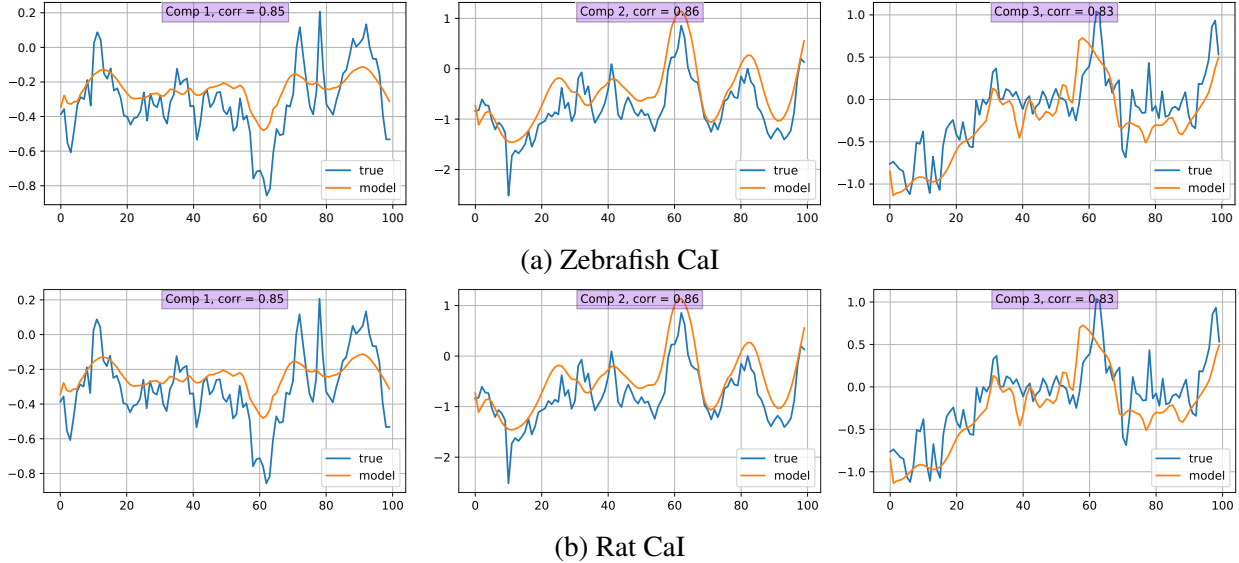 Comp 1, corr = 0.85
0.2
0.0
−0.2
−0.4
−0.6
−0.8
true
model
0 20 40 60 80 100
Comp 2, corr = 0.86
1
0
−1
−2
true
model
0 20 40 60 80 100
Comp 3, corr = 0.83
1.0
0.5
0.0
−0.5
−1.0
true
model
0 20 40 60 80 100
(a) Zebrafish CaI
Comp 1, corr = 0.85
0.2
0.0
−0.2
−0.4
−0.6
−0.8
true
model
0 20 40 60 80 100
Comp 2, corr = 0.86
1
0
−1
−2
true
model
0 20 40 60 80 100
Comp 3, corr = 0.83
1.0
0.5
0.0
−0.5
−1.0
true
model
0 20 40 60 80 100
(b) Rat CaI